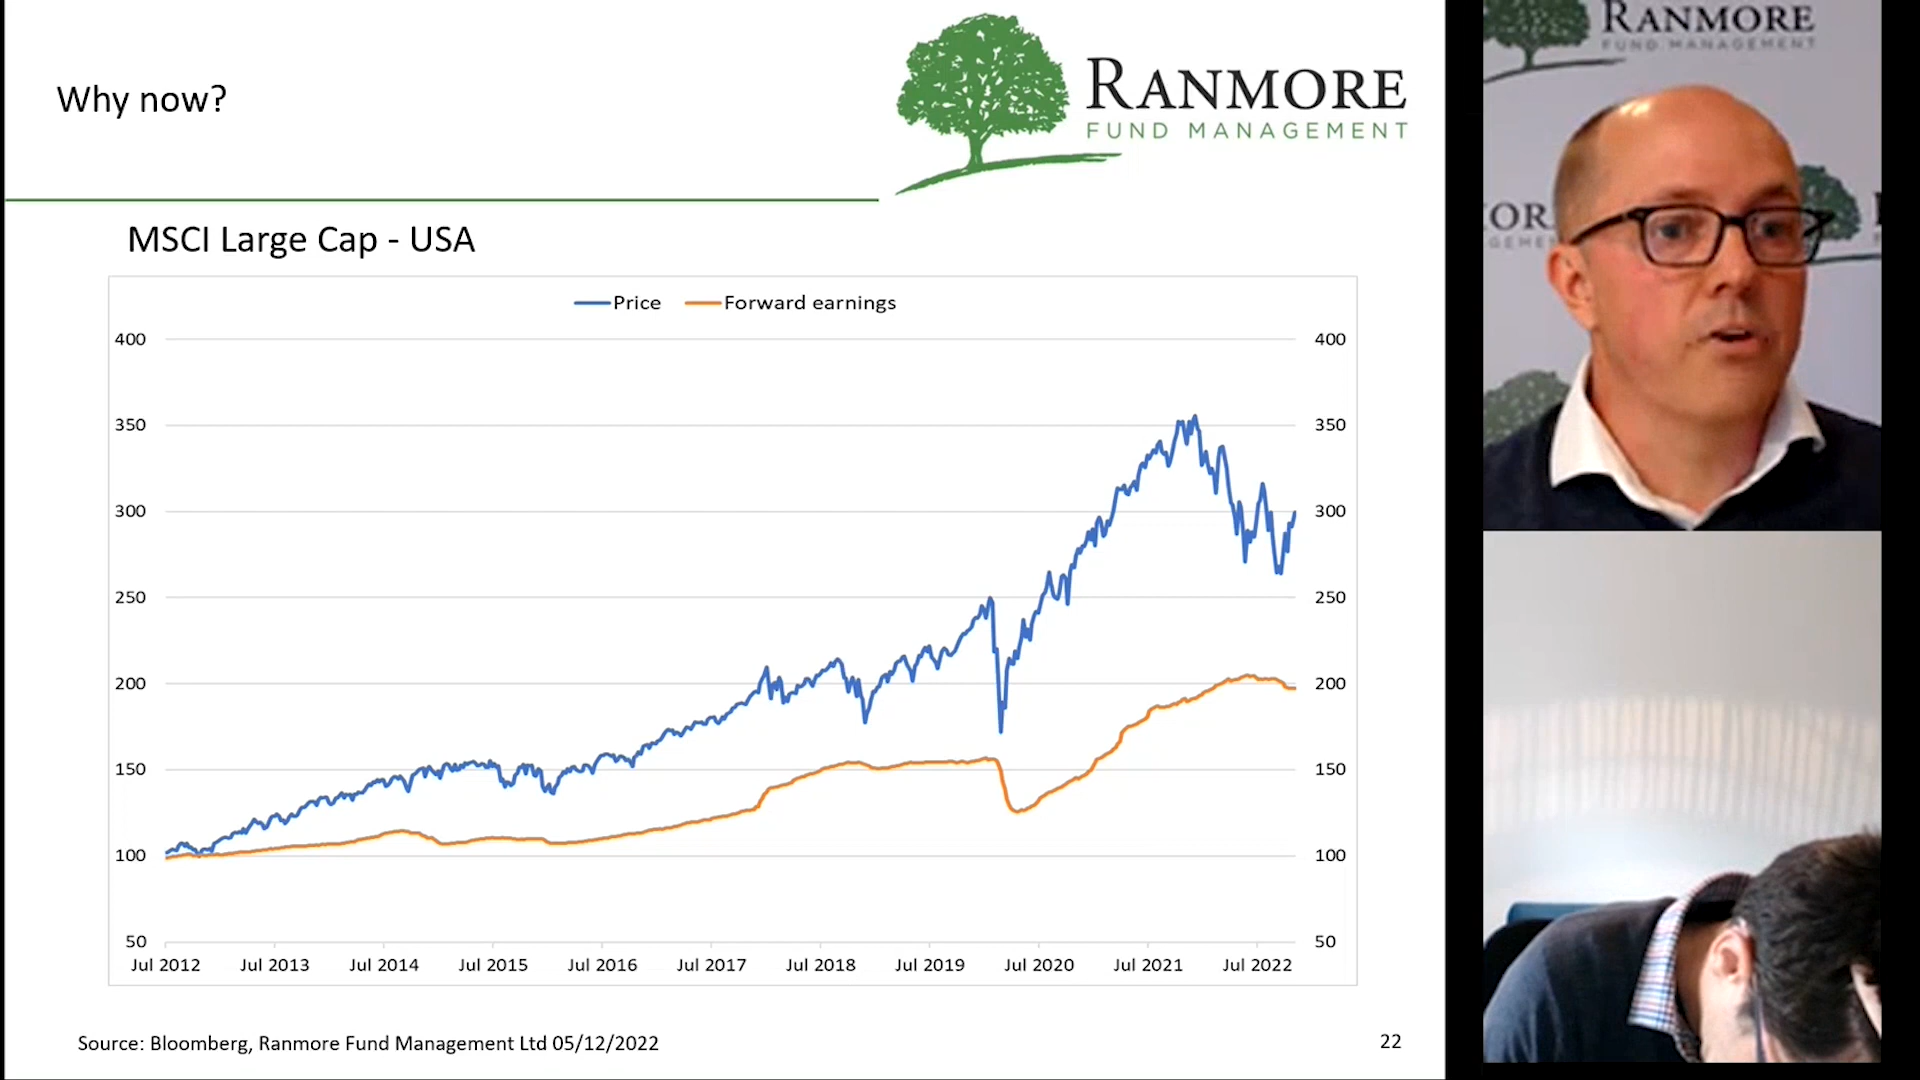 Why now?
RANMORE
FUND MANAGEMENT
MSCI Large Cap - USA
Price Forward earnings
400 400
350 350
300 300
250 250
200 200
150 150
100 100
50 50
Jul 2012 Jul 2013 Jul 2014 Jul 2015 Jul 2016 Jul 2017 Jul 2018 Jul 2019 Jul 2020 Jul 2021 Jul 2022
Source: Bloomberg, Ranmore Fund Management Ltd 05/12/2022
22
RANMORE
FUND MANAGEMENT